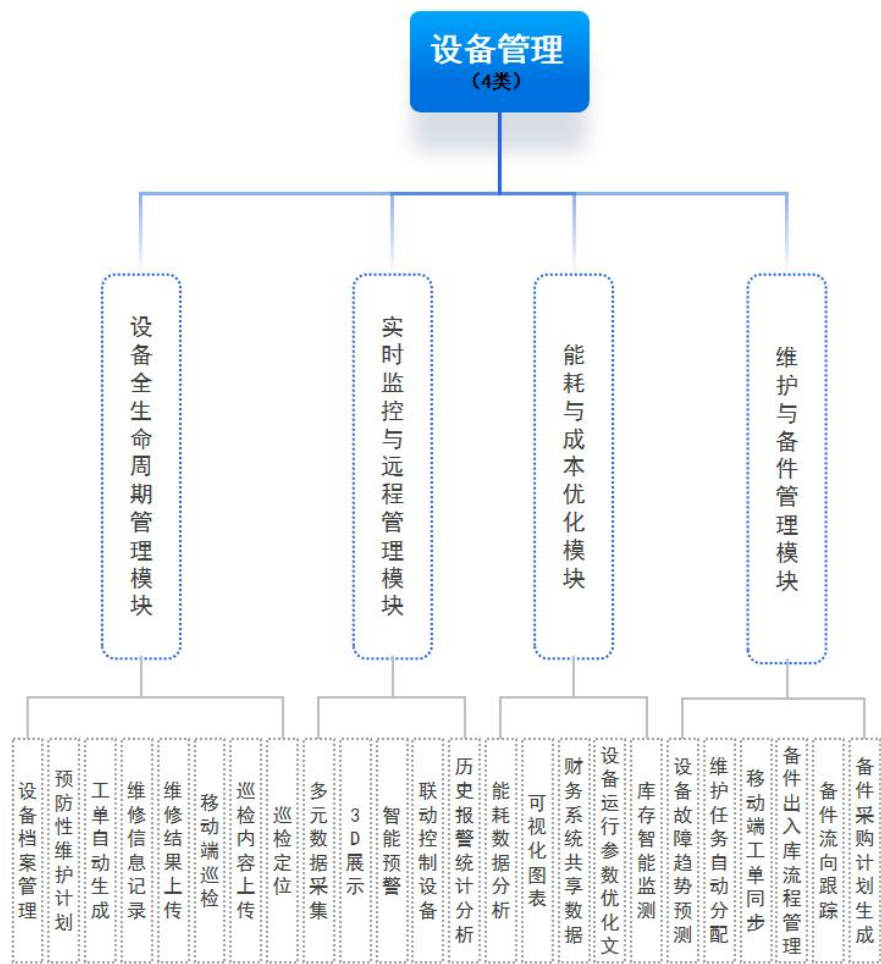 设备管理
（4类）
设备全生命周期管理模块
实时监控与远程管理模块
能耗与成本优化模块
维护与备件管理模块
设备档案管理
预防性维护计划
工单自动生成
维修信息记录
维修结果上传
移动端巡检
巡检内容上传
巡检定位
多元数据采集
3D展示
智能预警
联动控制设备
历史报警统计分析
能耗数据分析
可视化图表
财务系统共享数据
设备运行参数优化文
库存智能监测
设备故障趋势预测
维护任务自动分配
移动端工单同步
备件出入库流程管理
备件流向跟踪
备件采购计划生成